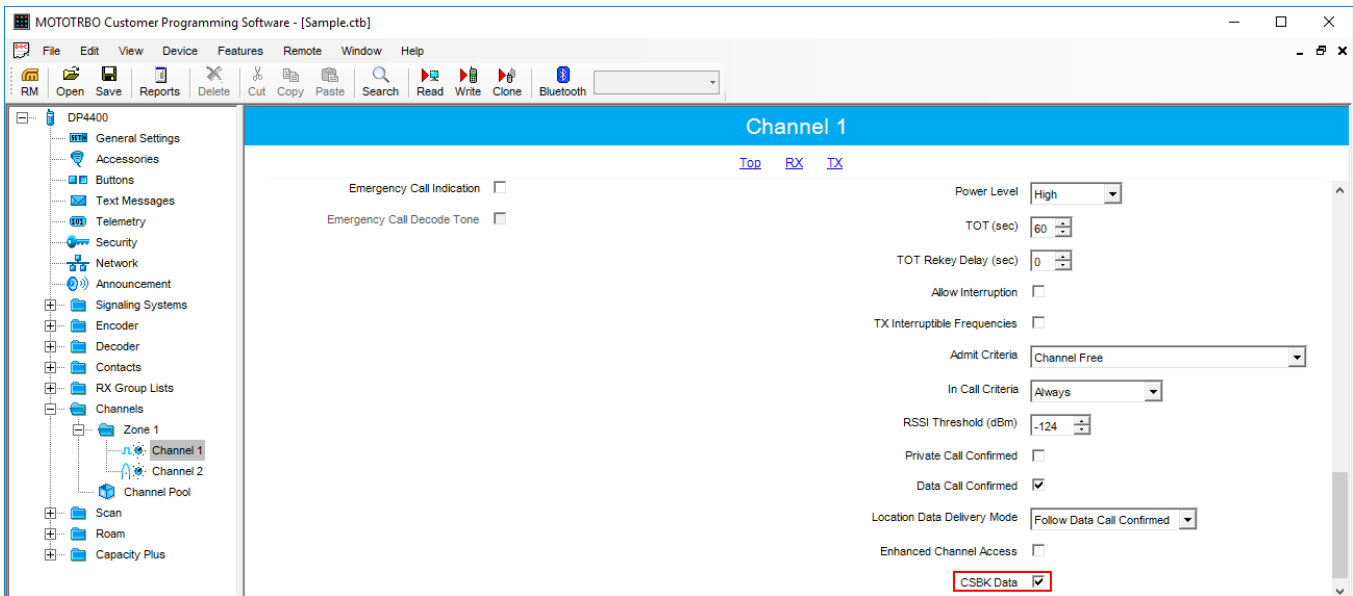 MOTOTRBO Customer Programming Software - [Sample.ctb]
File Edit View Device Features Remote Window Help
RM Open Save Reports Delete Cut Copy Paste Search Read Write Clone Bluetooth
DP4400
General Settings
Accessories
Buttons
Text Messages
Telemetry
Security
Network
Announcement
Signaling Systems
Encoder
Decoder
Contacts
RX Group Lists
Channels
Zone 1
Channel 1
Channel 2
Channel Pool
Scan
Roam
Capacity Plus
Channel 1
Top RX TX
Emergency Call Indication
Emergency Call Decode Tone
Power Level High
TOT (sec) 60
TOT Rekey Delay (sec) 0
Allow Interruption
TX Interruptible Frequencies
Admit Criteria Channel Free
In Call Criteria Always
RSSI Threshold (dBm) -124
Private Call Confirmed
Data Call Confirmed
Location Data Delivery Mode Follow Data Call Confirmed
Enhanced Channel Access
CSBK Data